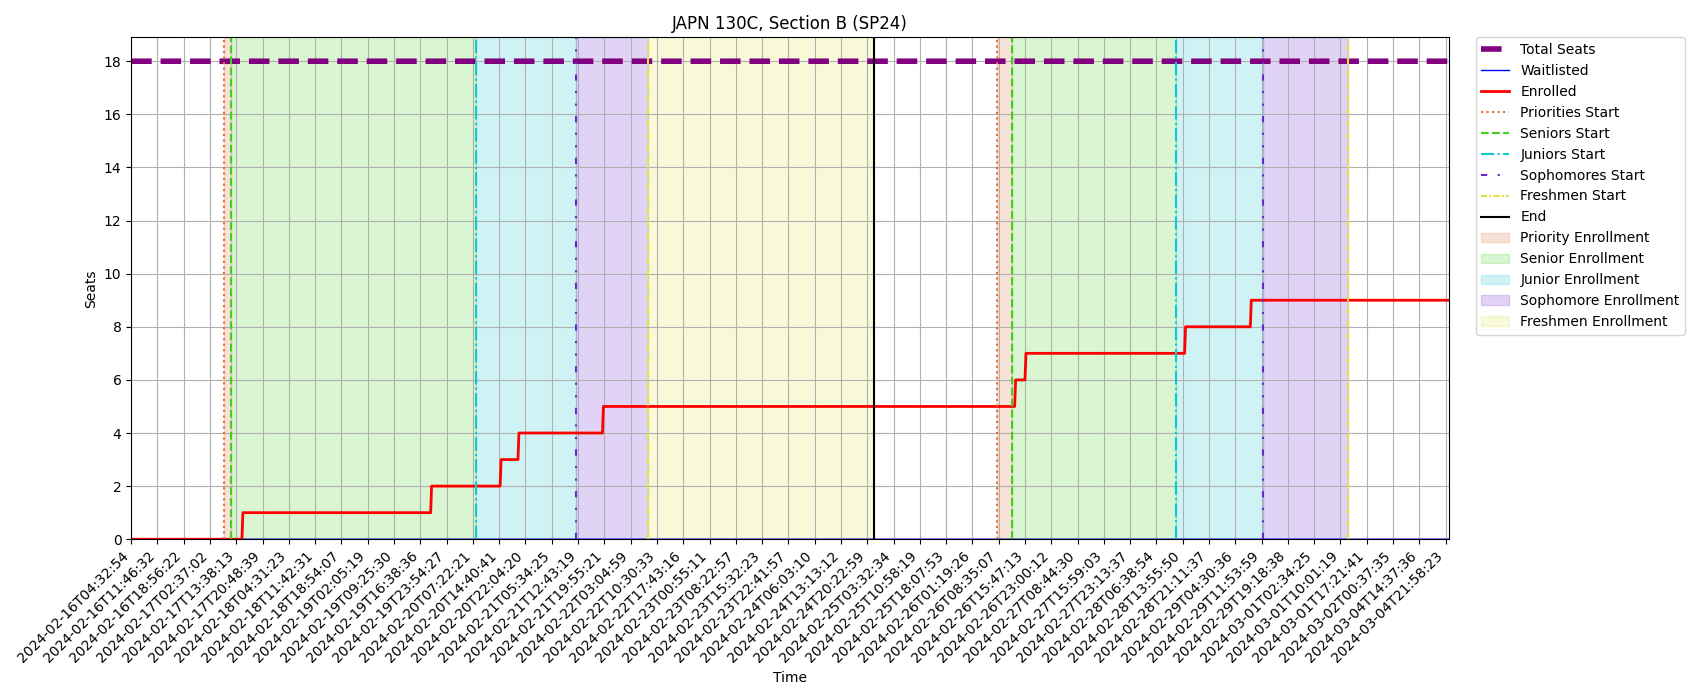 JAPN 130C, Section B (SP24)
Seats
18
16
14
12
10
8
6
4
2
0
2024-02-16T04:32:54
2024-02-16T11:46:32
2024-02-16T18:56:22
2024-02-17T02:37:02
2024-02-17T13:38:13
2024-02-17T20:48:39
2024-02-18T04:31:23
2024-02-18T11:42:31
2024-02-18T18:54:07
2024-02-19T02:05:19
2024-02-19T09:25:30
2024-02-19T16:38:36
2024-02-19T23:54:27
2024-02-20T07:22:21
2024-02-20T14:40:41
2024-02-20T22:04:20
2024-02-21T05:34:25
2024-02-21T12:43:19
2024-02-21T19:55:21
2024-02-22T03:04:59
2024-02-22T10:30:33
2024-02-22T17:43:16
2024-02-23T00:55:11
2024-02-23T08:22:57
2024-02-23T15:32:23
2024-02-23T22:41:57
2024-02-24T06:03:10
2024-02-24T13:13:12
2024-02-24T20:22:59
2024-02-25T03:32:34
2024-02-25T10:58:19
2024-02-25T18:07:53
2024-02-26T01:19:26
2024-02-26T08:35:07
2024-02-26T15:47:13
2024-02-26T23:00:12
2024-02-27T08:44:30
2024-02-27T15:59:03
2024-02-27T23:13:37
2024-02-28T06:38:54
2024-02-28T13:55:50
2024-02-28T21:11:37
2024-02-29T04:30:36
2024-02-29T11:53:59
2024-02-29T19:18:38
2024-03-01T02:34:25
2024-03-01T10:01:19
2024-03-01T17:21:41
2024-03-02T00:37:35
2024-03-04T14:37:36
2024-03-04T21:58:23
Time
Total Seats
Waitlisted
Enrolled
Priorities Start
Seniors Start
Juniors Start
Sophomores Start
Freshmen Start
End
Priority Enrollment
Senior Enrollment
Junior Enrollment
Sophomore Enrollment
Freshmen Enrollment